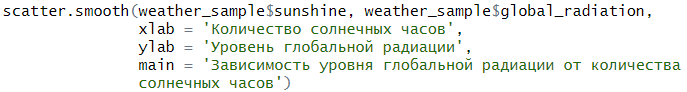 scatter.smooth(weather_sample$sunshine, weather_sample$global_radiation,
xlab = 'Количество солнечных часов',
ylab = 'Уровень глобальной радиации',
main = 'Зависимость уровня глобальной радиации от количества
солнечных часов')